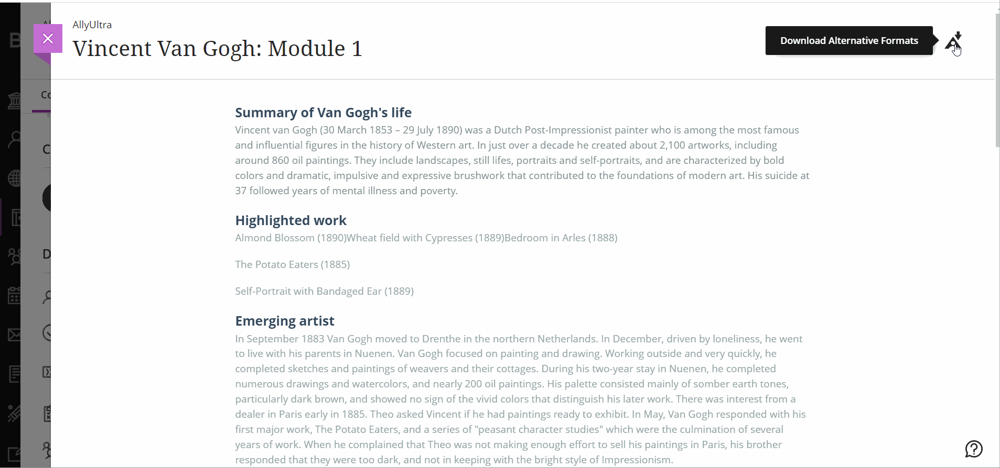 AllyUltra
Vincent Van Gogh: Module 1
Download Alternative Formats
Summary of Van Gogh's life
Vincent van Gogh (30 March 1853 – 29 July 1890) was a Dutch Post-Impressionist painter who is among the most famous
and influential figures in the history of Western art. In just over a decade he created about 2,100 artworks, including
around 860 oil paintings. They include landscapes, still lifes, portraits and self-portraits, and are characterized by bold
colors and dramatic, impulsive and expressive brushwork that contributed to the foundations of modern art. His suicide at
37 followed years of mental illness and poverty.
Highlighted work
Almond Blossom (1890)Wheat field with Cypresses (1889)Bedroom in Arles (1888)
The Potato Eaters (1885)
Self-Portrait with Bandaged Ear (1889)
Emerging artist
In September 1883 Van Gogh moved to Drenthe in the northern Netherlands. In December, driven by loneliness, he went
to live with his parents in Nuenen. Van Gogh focused on painting and drawing. Working outside and very quickly, he
completed sketches and paintings of weavers and their cottages. During his two-year stay in Nuenen, he completed
numerous drawings and watercolors, and nearly 200 oil paintings. His palette consisted mainly of somber earth tones,
particularly dark brown, and showed no sign of the vivid colors that distinguish his later work. There was interest from a
dealer in Paris early in 1885. Theo asked Vincent if he had paintings ready to exhibit. In May, Van Gogh responded with his
first major work, The Potato Eaters, and a series of "peasant character studies" which were the culmination of several
years of work. When he complained that Theo was not making enough effort to sell his paintings in Paris, his brother
responded that they were too dark, and not in keeping with the bright style of Impressionism.